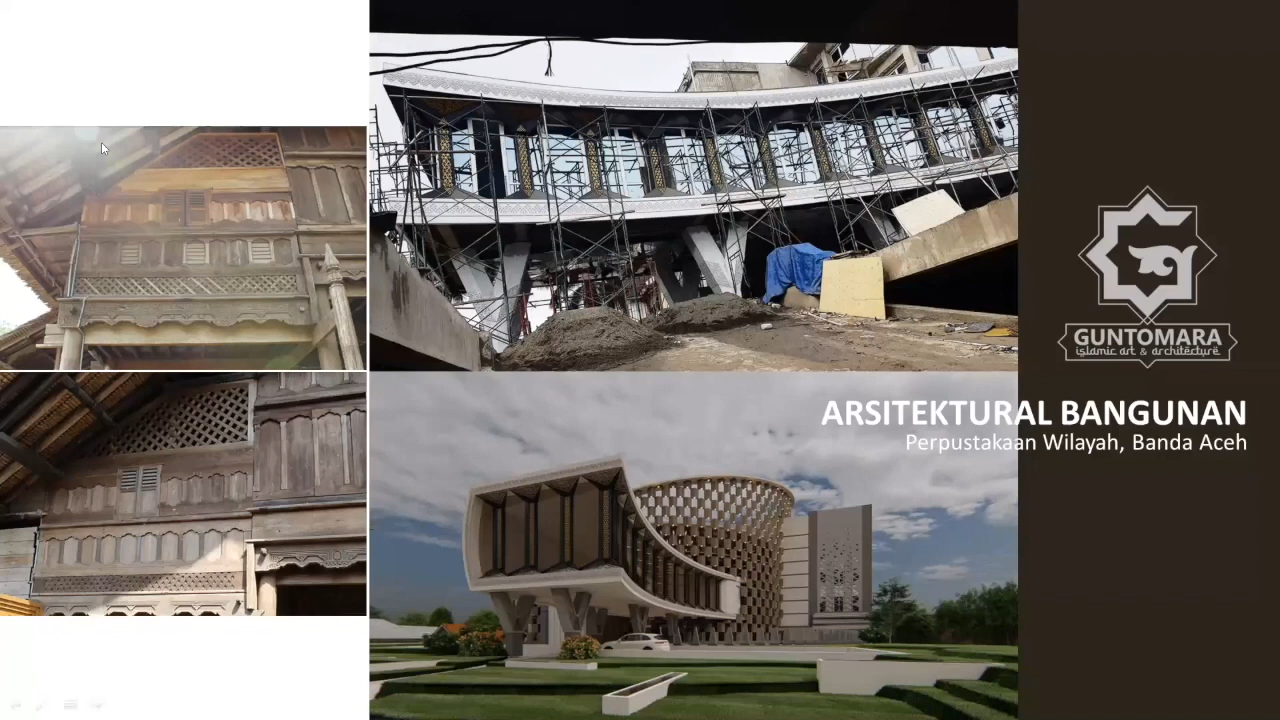 GUNTOMARA
islamic art & architecture
ARSITEKTURAL BANGUNAN
Perpustakaan Wilayah, Banda Aceh